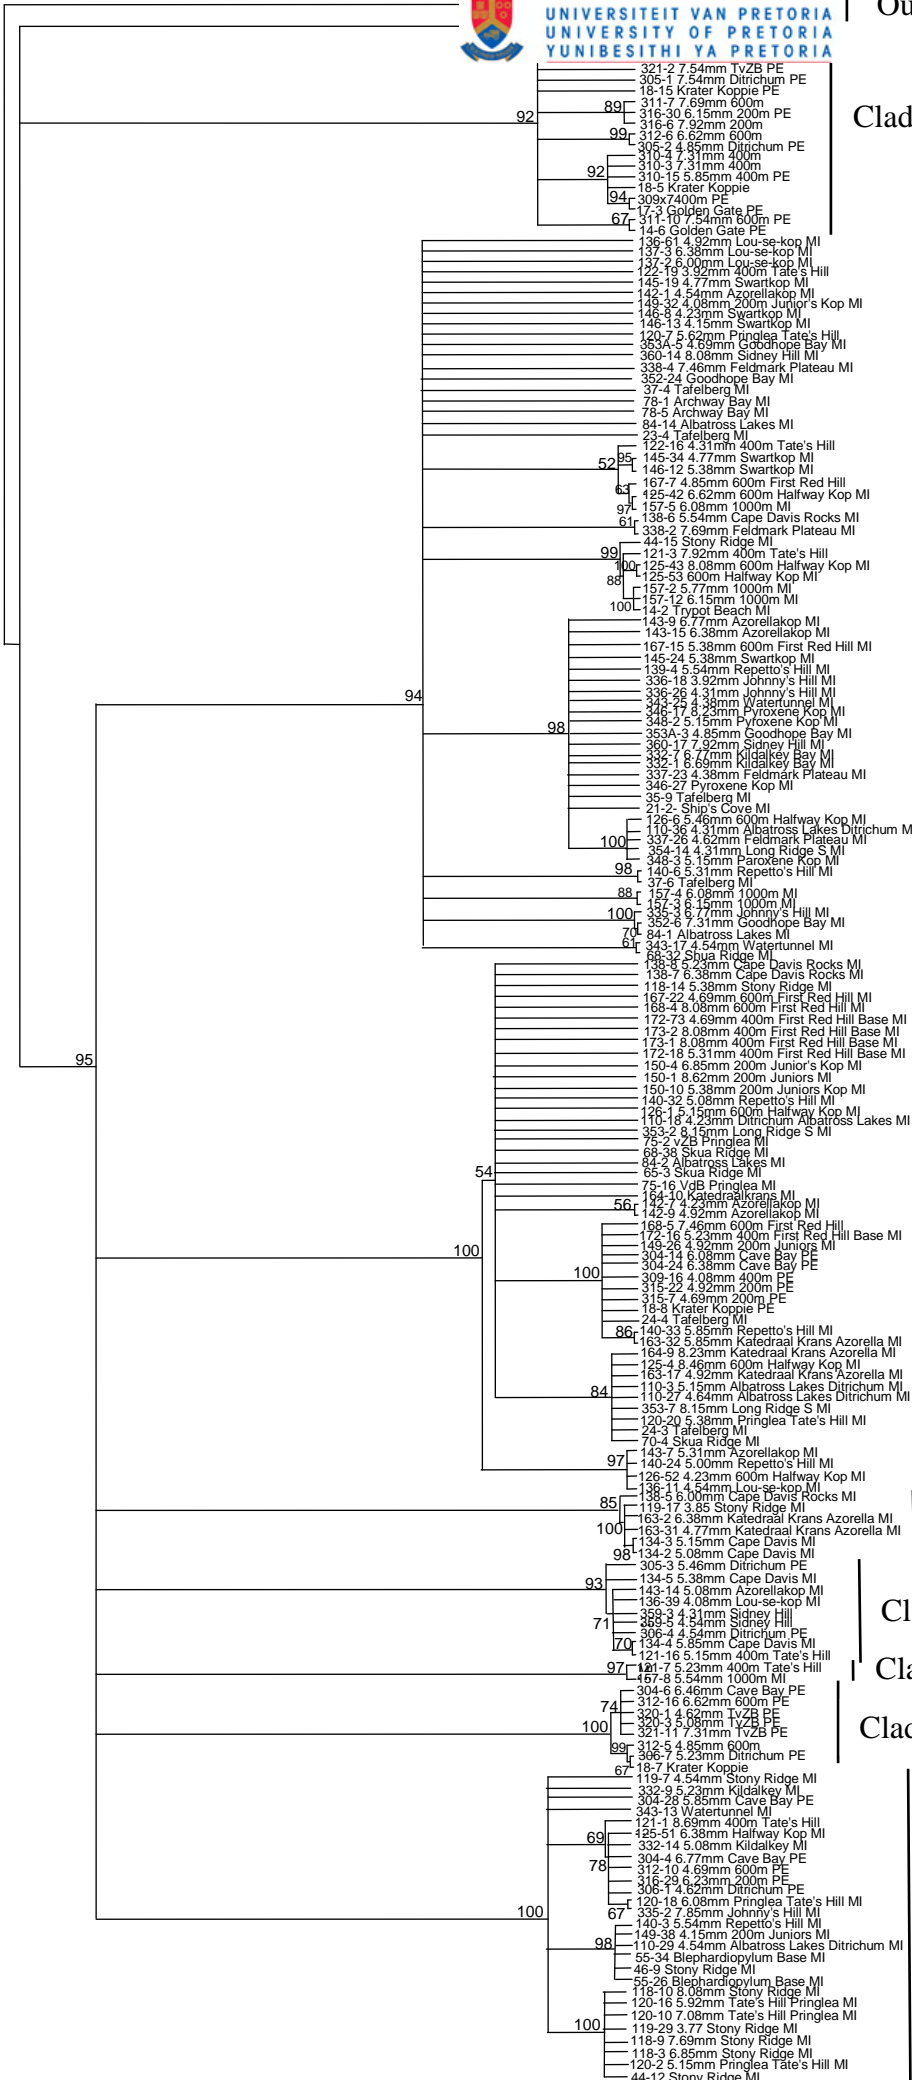 Ou
UNIVERSITEIT VAN PRETORIA
UNIVERSITY OF PRETORIA
YUNIBESITHI YA PRETORIA
321-2 7.54mm TvZB PE
305-1 7.54mm Ditrichum PE
18-15 Krater Koppie PE
Clad
89 311-7 7.69mm 600m
92 316-30 6.15mm 200m PE
316-6 7.92mm 200m
99 312-6 6.62mm 600m
305-2 4.85mm Ditrichum PE
310-4 7.31mm 400m
92 310-3 7.31mm 400m
310-15 5.85mm 400m PE
18-5 Krater Koppie
94 309x7400m PE
17-3 Golden Gate PE
67 311-10 7.54mm 600m PE
14-6 Golden Gate PE
136-61 4.92mm Lou-se-kop MI
137-3 6.38mm Lou-se-kop MI
137-2 6.00mm Lou-se-kop MI
122-19 3.92mm 400m Tate's Hill
145-19 4.77mm Swartkop MI
142-1 4.54mm Azorellakop MI
149-32 4.08mm 200m Junior's Kop MI
146-8 4.23mm Swartkop MI
146-13 4.15mm Swartkop MI
120-7 5.62mm Pringlea Tate's Hill
353A-5 4.69mm Goodhope Bay MI
360-14 8.08mm Sidney Hill MI
338-4 7.46mm Feldmark Plateau MI
352-24 Goodhope Bay MI
37-4 Tafelberg MI
78-1 Archway Bay MI
78-5 Archway Bay MI
84-14 Albatross Lakes MI
23-4 Tafelberg MI
122-16 4.31mm 400m Tate's Hill
52 95 145-34 4.77mm Swartkop MI
146-12 5.38mm Swartkop MI
167-7 4.85mm 600m First Red Hill
63 125-42 6.62mm 600m Halfway Kop MI
97 157-5 6.08mm 1000m MI
61 138-6 5.54mm Cape Davis Rocks MI
338-2 7.69mm Feldmark Plateau MI
44-15 Stony Ridge MI
99 121-3 7.92mm 400m Tate's Hill
100 125-43 8.08mm 600m Halfway Kop MI
88 125-53 600m Halfway Kop MI
157-2 5.77mm 1000m MI
157-12 6.15mm 1000m MI
100 14-2 Trypot Beach MI
143-9 6.77mm Azorellakop MI
143-15 6.38mm Azorellakop MI
167-15 5.38mm 600m First Red Hill MI
145-24 5.38mm Swartkop MI
139-4 5.54mm Repetto's Hill MI
336-18 3.92mm Johnny's Hill MI
94 336-26 4.31mm Johnny's Hill MI
343-25 4.38mm Watertunnel MI
346-17 8.23mm Pyroxene Kop MI
348-2 5.15mm Pyroxene Kop MI
98 353A-3 4.85mm Goodhope Bay MI
360-17 7.92mm Sidney Hill MI
332-7 6.77mm Kildalkey Bay MI
332-1 6.69mm Kildalkey Bay MI
337-23 4.38mm Feldmark Plateau MI
346-27 Pyroxene Kop MI
35-9 Tafelberg MI
21-2- Ship's Cove MI
126-6 5.46mm 600m Halfway Kop MI
110-36 4.31mm Albatross Lakes Ditrichum M
337-26 4.62mm Feldmark Plateau MI
100 354-14 4.31mm Long Ridge S MI
348-3 5.15mm Paroxene Kop MI
98 140-6 5.31mm Repetto's Hill MI
37-6 Tafelberg MI
88 157-4 6.08mm 1000m MI
157-3 6.15mm 1000m MI
100 335-3 6.77mm Johnny's Hill MI
352-6 7.31mm Goodhope Bay MI
70 84-1 Albatross Lakes MI
61 343-17 4.54mm Watertunnel MI
68-32 Shua Ridge MI
138-8 5.23mm Cape Davis Rocks MI
138-7 6.38mm Cape Davis Rocks MI
118-14 5.38mm Stony Ridge MI
167-22 4.69mm 600m First Red Hill MI
168-4 8.08mm 600m First Red Hill MI
172-73 4.69mm 400m First Red Hill Base MI
173-2 8.08mm 400m First Red Hill Base MI
173-1 8.08mm 400m First Red Hill Base MI
95 172-18 5.31mm 400m First Red Hill Base MI
150-4 6.85mm 200m Junior's Kop MI
150-1 8.62mm 200m Juniors MI
150-10 5.38mm 200m Juniors Kop MI
140-32 5.08mm Repetto's Hill MI
126-1 5.15mm 600m Halfway Kop MI
110-18 4.23mm Ditrichum Albatross Lakes MI
353-2 8.15mm Long Ridge S MI
75-2 vZB Pringlea MI
68-38 Skua Ridge MI
84-2 Albatross Lakes MI
54 65-3 Skua Ridge MI
75-16 VdB Pringlea MI
164-10 Katedraalkrans MI
56 142-7 4.23mm Azorellakop MI
142-9 4.92mm Azorellakop MI
168-5 7.46mm 600m First Red Hill
172-16 5.23mm 400m First Red Hill Base MI
149-26 4.92mm 200m Juniors MI
100 304-14 6.08mm Cave Bay PE
304-24 6.38mm Cave Bay PE
100 309-16 4.08mm 400m PE
315-22 4.92mm 200m PE
315-7 4.69mm 200m PE
18-8 Krater Koppie PE
24-4 Tafelberg MI
86 140-33 5.85mm Repetto's Hill MI
163-32 5.85mm Katedraal Krans Azorella MI
164-9 8.23mm Katedraal Krans Azorella MI
125-4 8.46mm 600m Halfway Kop MI
163-17 4.92mm Katedraal Krans Azorella MI
84 110-3 5.15mm Albatross Lakes Ditrichum MI
110-27 4.64mm Albatross Lakes Ditrichum MI
353-7 8.15mm Long Ridge S MI
120-20 5.38mm Pringlea Tate's Hill MI
24-3 Tafelberg MI
70-4 Skua Ridge MI
143-7 5.31mm Azorellakop MI
97 140-24 5.00mm Repetto's Hill MI
126-52 4.23mm 600m Halfway Kop MI
136-11 4.54mm Lou-se-kop MI
85 138-5 6.00mm Cape Davis Rocks MI
119-17 3.85 Stony Ridge MI
163-2 6.38mm Katedraal Krans Azorella MI
100 163-31 4.77mm Katedraal Krans Azorella MI
134-3 5.15mm Cape Davis MI
98 134-2 5.08mm Cape Davis MI
305-3 5.46mm Ditrichum PE
93 134-5 5.38mm Cape Davis MI
143-14 5.08mm Azorellakop MI
136-39 4.08mm Lou-se-kop MI
Cl
359-3 4.31mm Sidney Hill
71 359-5 4.54mm Sidney Hill
306-4 4.54mm Ditrichum PE
70 134-4 5.85mm Cape Davis MI
121-16 5.15mm 400m Tate's Hill
97 121-7 5.23mm 400m Tate's Hill
Cla
157-8 5.54mm 1000m MI
304-6 6.46mm Cave Bay PE
74 312-16 6.62mm 600m PE
320-1 4.62mm TvZB PE
100 320-3 5.08mm TvZB PE
Clad
321-11 7.31mm TvZB PE
99 312-5 4.85mm 600m
306-7 5.23mm Ditrichum PE
67 18-7 Krater Koppie
119-7 4.54mm Stony Ridge MI
332-9 5.23mm Kildalkey MI
304-28 5.85mm Cave Bay PE
343-13 Watertunnel MI
121-1 8.69mm 400m Tate's Hill
69 125-51 6.38mm Halfway Kop MI
332-14 5.08mm Kildalkey MI
304-4 6.77mm Cave Bay PE
78 312-10 4.69mm 600m PE
316-29 6.23mm 200m PE
306-1 4.62mm Ditrichum PE
120-18 6.08mm Pringlea Tate's Hill MI
100 67 335-2 7.85mm Johnny's Hill MI
140-3 5.54mm Repetto's Hill MI
149-38 4.15mm 200m Juniors MI
98 110-29 4.54mm Albatross Lakes Ditrichum MI
55-34 Blephardiopylum Base MI
46-9 Stony Ridge MI
55-26 Blephardiopylum Base MI
118-10 8.08mm Stony Ridge MI
120-16 5.92mm Tate's Hill Pringlea MI
120-10 7.08mm Tate's Hill Pringlea MI
100 119-29 3.77 Stony Ridge MI
118-9 7.69mm Stony Ridge MI
118-3 6.85mm Stony Ridge MI
120-2 5.15mm Pringlea Tate's Hill MI
44-12 Stony Ridge MI